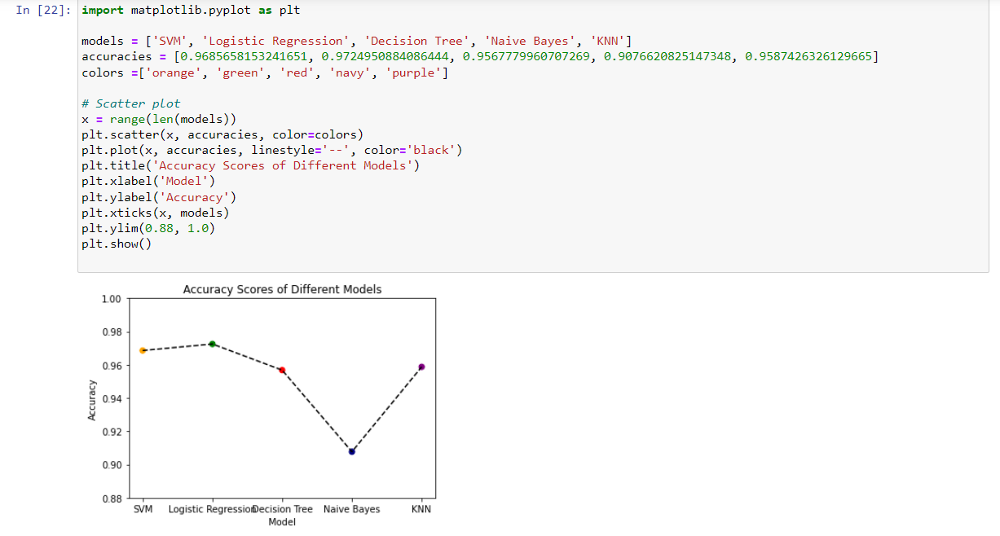 In [22]: import matplotlib.pyplot as plt
models = ['SVM', 'Logistic Regression', 'Decision Tree', 'Naive Bayes', 'KNN']
accuracies = [0.9685658153241651, 0.9724950884086444, 0.9567779960707269, 0.9076620825147348, 0.9587426326129665]
colors =['orange', 'green', 'red', 'navy', 'purple']
# Scatter plot
x = range(len(models))
plt.scatter(x, accuracies, color=colors)
plt.plot(x, accuracies, linestyle='--', color='black')
plt.title('Accuracy Scores of Different Models')
plt.xlabel('Model')
plt.ylabel('Accuracy')
plt.xticks(x, models)
plt.ylim(0.88, 1.0)
plt.show()
Accuracy Scores of Different Models
1.00
0.98
0.96
0.94
0.92
0.90
0.88
Accuracy
SVM Logistic Regression Decision Tree Naive Bayes KNN
Model